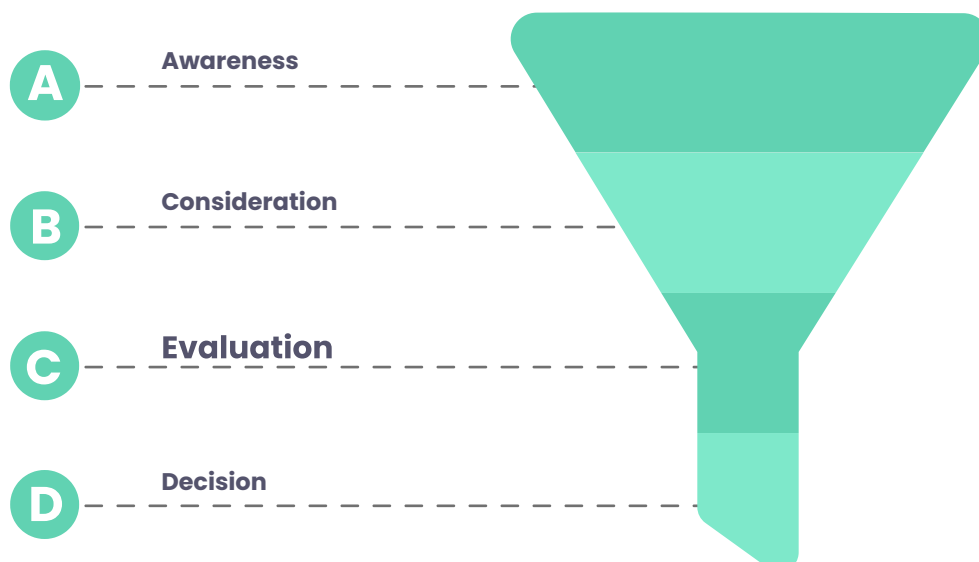 A
Awareness
B
Consideration
C
Evaluation
D
Decision